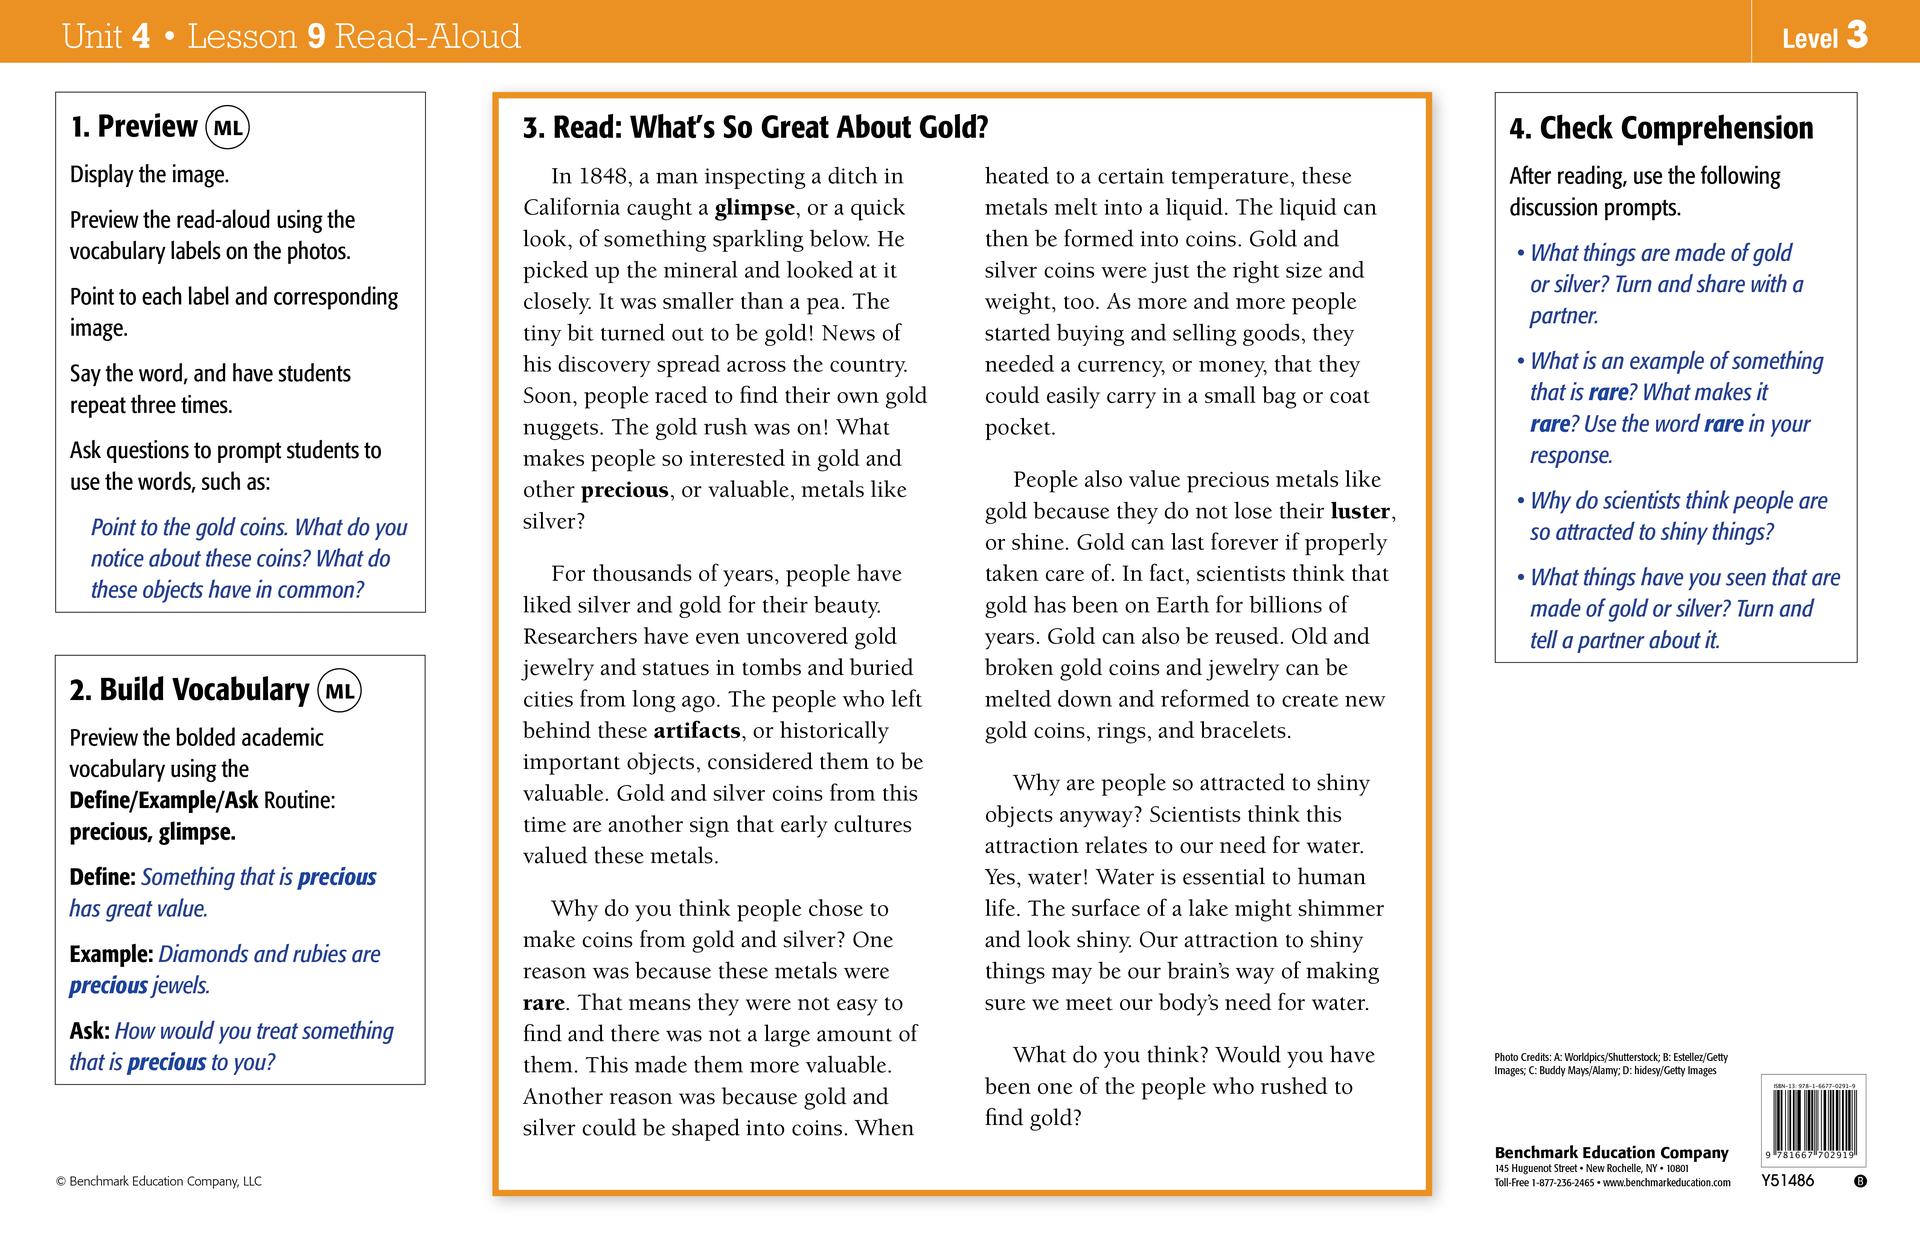 Unit 4 • Lesson 9 Read-Aloud
Level 3
1. Preview ML
Display the image.
Preview the read-aloud using the
vocabulary labels on the photos.
Point to each label and corresponding
image.
Say the word, and have students
repeat three times.
Ask questions to prompt students to
use the words, such as:
Point to the gold coins. What do you
notice about these coins? What do
these objects have in common?
2. Build Vocabulary ML
Preview the bolded academic
vocabulary using the
Define/Example/Ask Routine:
precious, glimpse.
Define: Something that is precious
has great value.
Example: Diamonds and rubies are
precious jewels.
Ask: How would you treat something
that is precious to you?
© Benchmark Education Company, LLC
3. Read: What's So Great About Gold?
In 1848, a man inspecting a ditch in
California caught a glimpse, or a quick
look, of something sparkling below. He
picked up the mineral and looked at it
closely. It was smaller than a pea. The
tiny bit turned out to be gold! News of
his discovery spread across the country.
Soon, people raced to find their own gold
nuggets. The gold rush was on! What
makes people so interested in gold and
other precious, or valuable, metals like
silver?
For thousands of years, people have
liked silver and gold for their beauty.
Researchers have even uncovered gold
jewelry and statues in tombs and buried
cities from long ago. The people who left
behind these artifacts, or historically
important objects, considered them to be
valuable. Gold and silver coins from this
time are another sign that early cultures
valued these metals.
Why do you think people chose to
make coins from gold and silver? One
reason was because these metals were
rare. That means they were not easy to
find and there was not a large amount of
them. This made them more valuable.
Another reason was because gold and
silver could be shaped into coins. When
heated to a certain temperature, these
metals melt into a liquid. The liquid can
then be formed into coins. Gold and
silver coins were just the right size and
weight, too. As more and more people
started buying and selling goods, they
needed a currency, or money, that they
could easily carry in a small bag or coat
pocket.
People also value precious metals like
gold because they do not lose their luster,
or shine. Gold can last forever if properly
taken care of. In fact, scientists think that
gold has been on Earth for billions of
years. Gold can also be reused. Old and
broken gold coins and jewelry can be
melted down and reformed to create new
gold coins, rings, and bracelets.
Why are people so attracted to shiny
objects anyway? Scientists think this
attraction relates to our need for water.
Yes, water! Water is essential to human
life. The surface of a lake might shimmer
and look shiny. Our attraction to shiny
things may be our brain's way of making
sure we meet our body's need for water.
What do you think? Would you have
been one of the people who rushed to
find gold?
4. Check Comprehension
After reading, use the following
discussion prompts.
• What things are made of gold
or silver? Turn and share with a
partner.
• What is an example of something
that is rare? What makes it
rare? Use the word rare in your
response.
• Why do scientists think people are
so attracted to shiny things?
• What things have you seen that are
made of gold or silver? Turn and
tell a partner about it.
Photo Credits: A: Worldpics/Shutterstock; B: Estellez/Getty
Images; C: Buddy Mays/Alamy; D: hidesy/Getty Images
Benchmark Education Company
145 Huguenot Street • New Rochelle, NY • 10801
Toll-Free 1-877-236-2465 • www.benchmarkeducation.com
ISBN-13: 978-1-6677-0291-9
9 781667 702919
Y51486
B